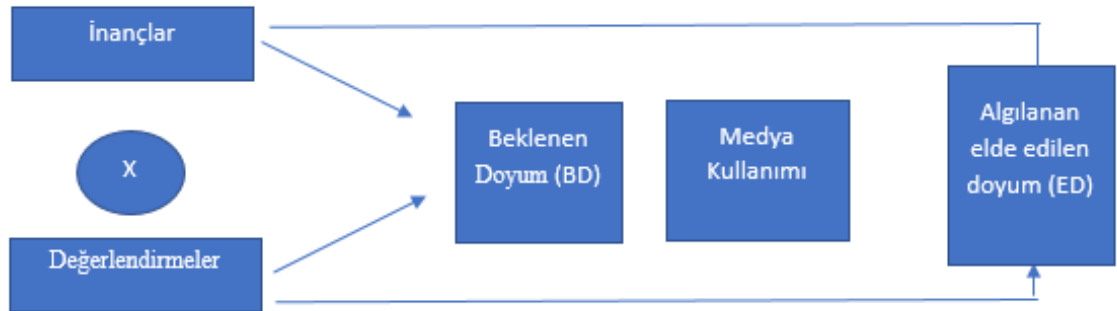 İnançlar
X
Değerlendirmeler
Beklenen
Doyum (BD)
Medya
Kullanımı
Algılanan
elde edilen
doyum (ED)